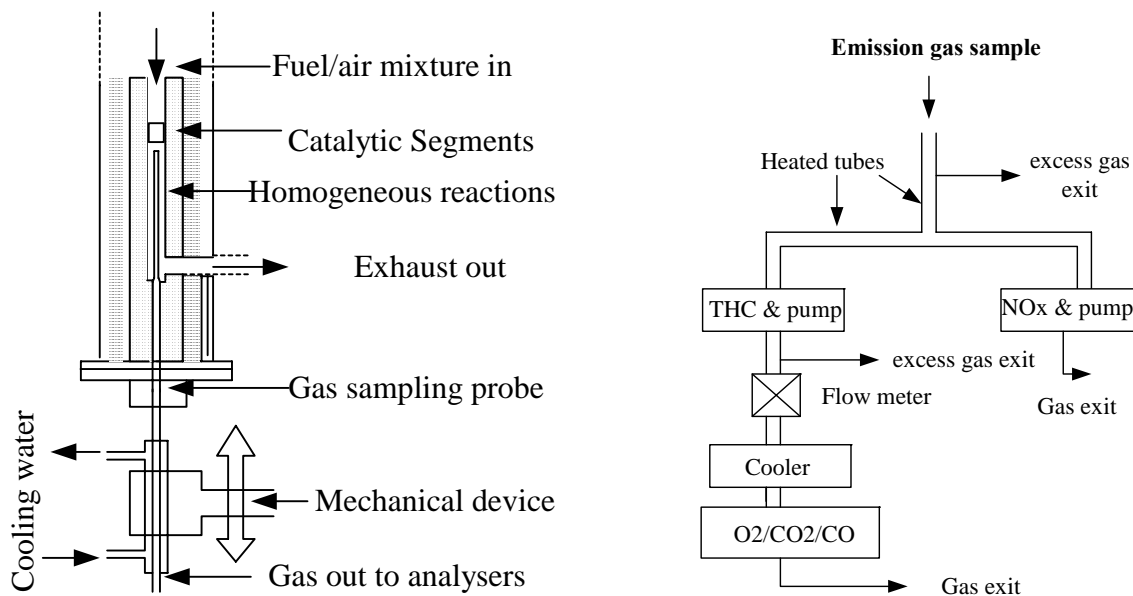 Fuel/air mixture in
Catalytic Segments
Homogeneous reactions
Exhaust out
Gas sampling probe
Cooling water
Mechanical device
Gas out to analysers
Emission gas sample
Heated tubes
excess gas
exit
THC & pump
NOx & pump
excess gas exit
Flow meter
Gas exit
Cooler
O2/CO2/CO
Gas exit